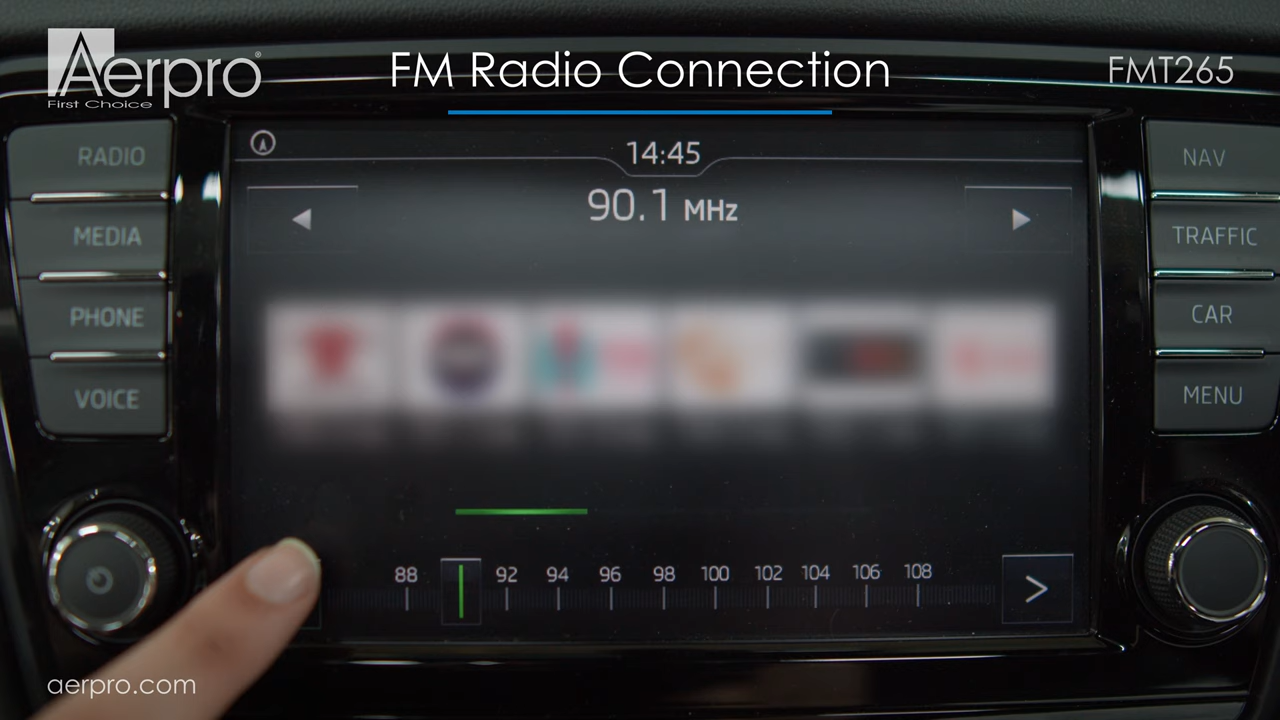 Aerpro®
First Choice
FM Radio Connection
FMT265
RADIO
MEDIA
PHONE
VOICE
14:45
90.1 MHz
88 92 94 96 98 100 102 104 106 108
>
NAV
TRAFFIC
CAR
MENU
aerpro.com